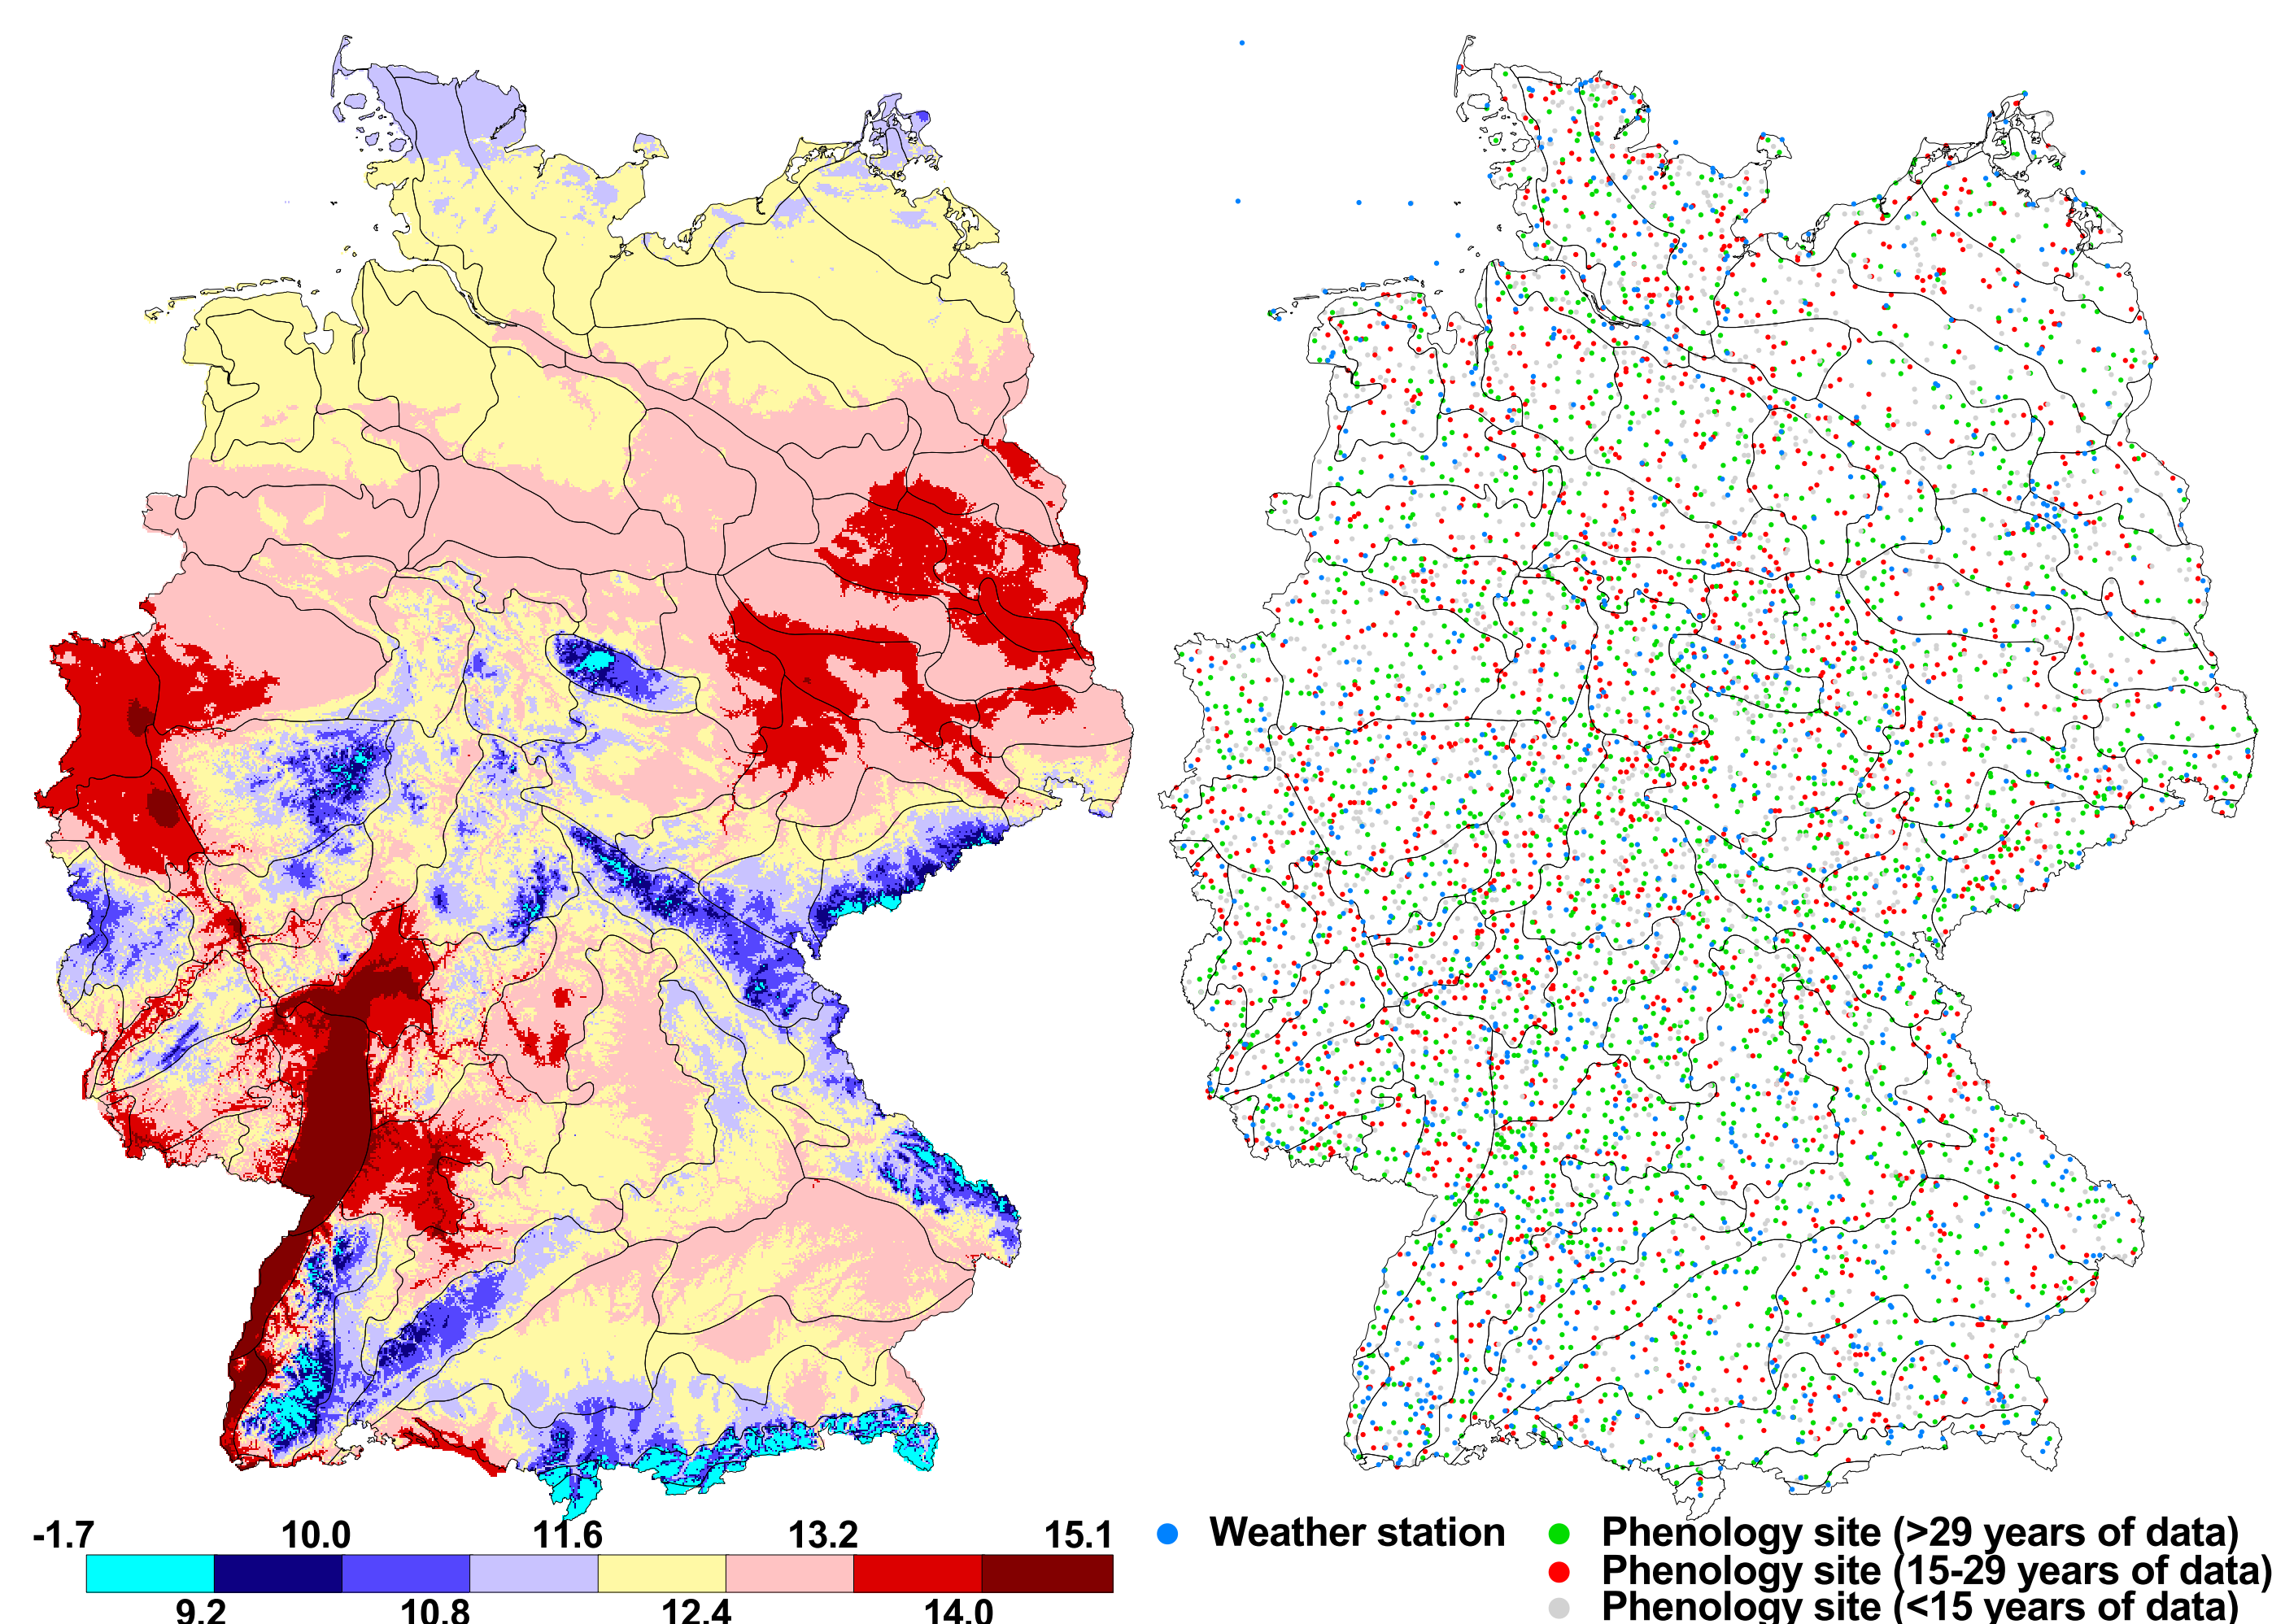 -1.7 10.0 11.6 13.2 15.1
9.2 10.8 12.4 14.0
Weather station
Phenology site (>29 years of data)
Phenology site (15-29 years of data)
Phenology site (<15 years of data)